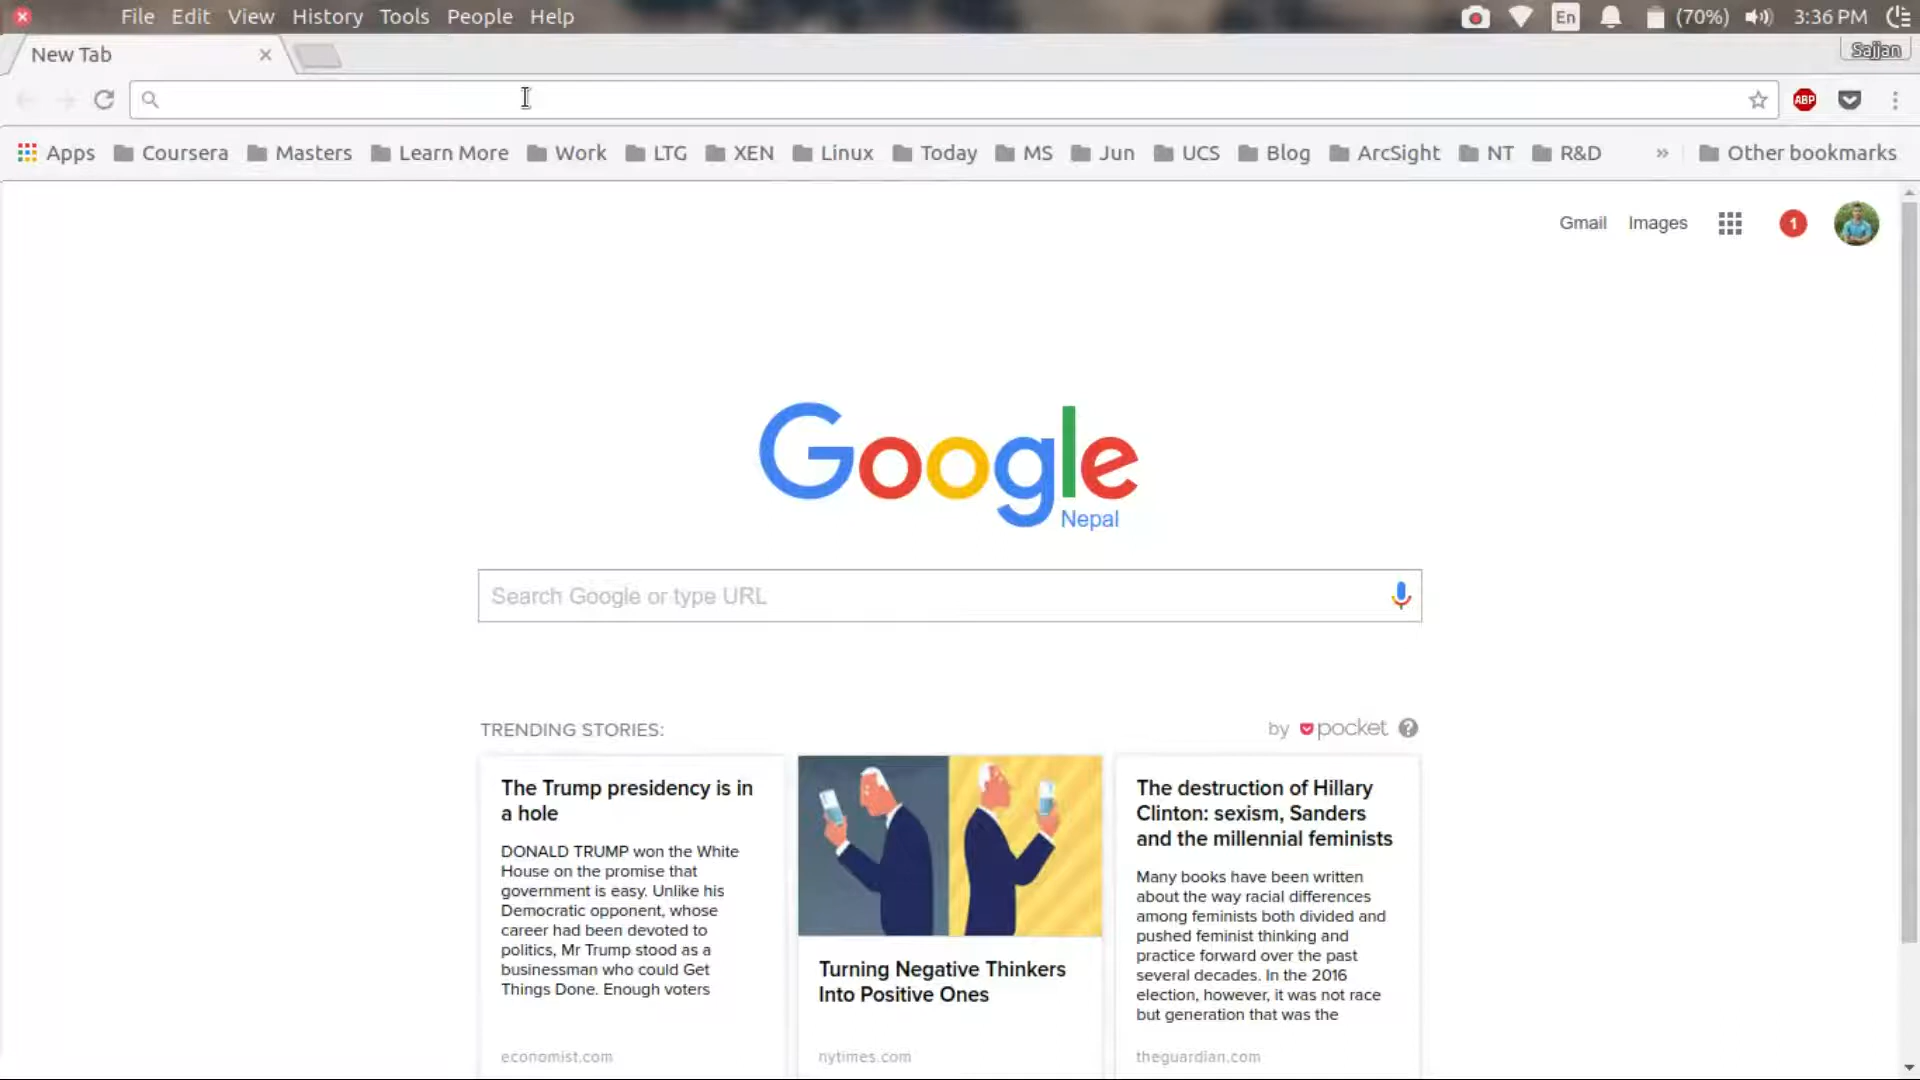 File Edit View History Tools People Help En (70%) 3:36 PM
New Tab Sajjan
ABP
Apps Coursera Masters Learn More Work LTG XEN Linux Today MS Jun UCS Blog ArcSight NT R&D » Other bookmarks
Gmail Images 1
Google
Nepal
Search Google or type URL
TRENDING STORIES: by pocket ?
The Trump presidency is in
a hole
DONALD TRUMP won the White
House on the promise that
government is easy. Unlike his
Democratic opponent, whose
career had been devoted to
politics, Mr Trump stood as a
businessman who could Get
Things Done. Enough voters
economist.com
Turning Negative Thinkers
Into Positive Ones
nytimes.com
The destruction of Hillary
Clinton: sexism, Sanders
and the millennial feminists
Many books have been written
about the way racial differences
among feminists both divided and
pushed feminist thinking and
practice forward over the past
several decades. In the 2016
election, however, it was not race
but generation that was the
theguardian.com